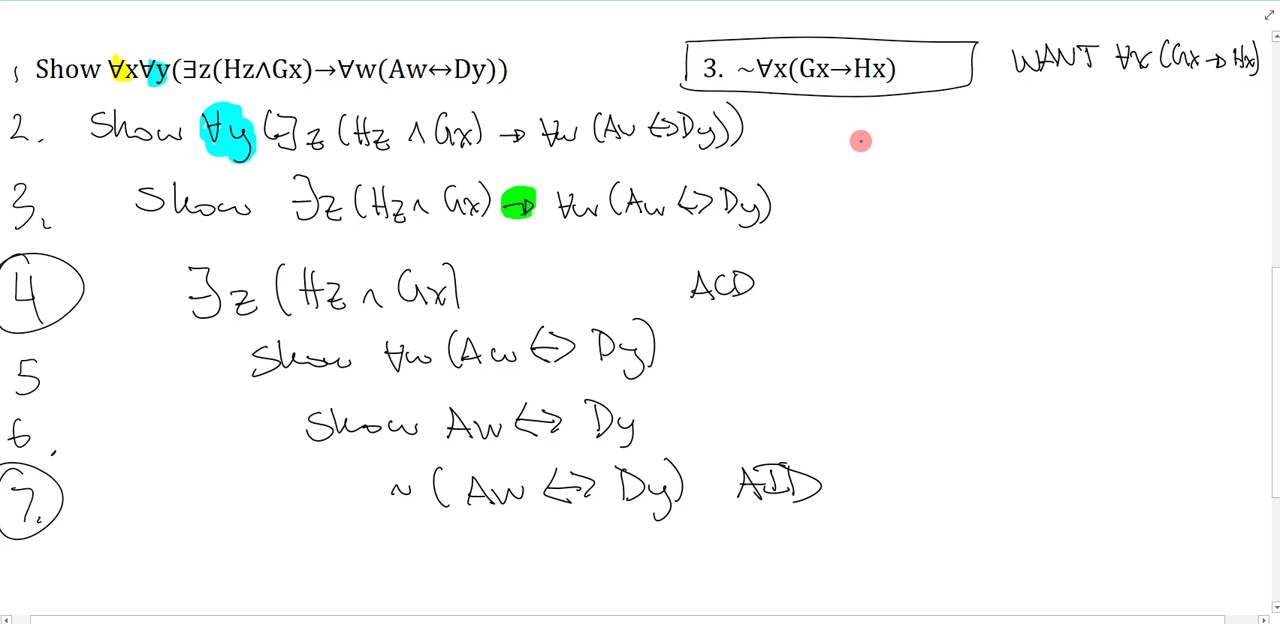 1 Show ∀x∀y(∃z(Hz∧Gx)→∀w(Aw↔Dy))
3. ~∀x(Gx→Hx)
WANT ∀x (Gx → Hx)
2. Show ∀y (∃z (Hz ∧ Gx) → ∀w (Aw ↔ Dy))
3. Show ∃z (Hz ∧ Gx) → ∀w (Aw ↔ Dy)
4 ∃z (Hz ∧ Gx) ACD
5 Show ∀w (Aw ↔ Dy)
6. Show Aw ↔ Dy
7. ~ (Aw ↔ Dy) AID